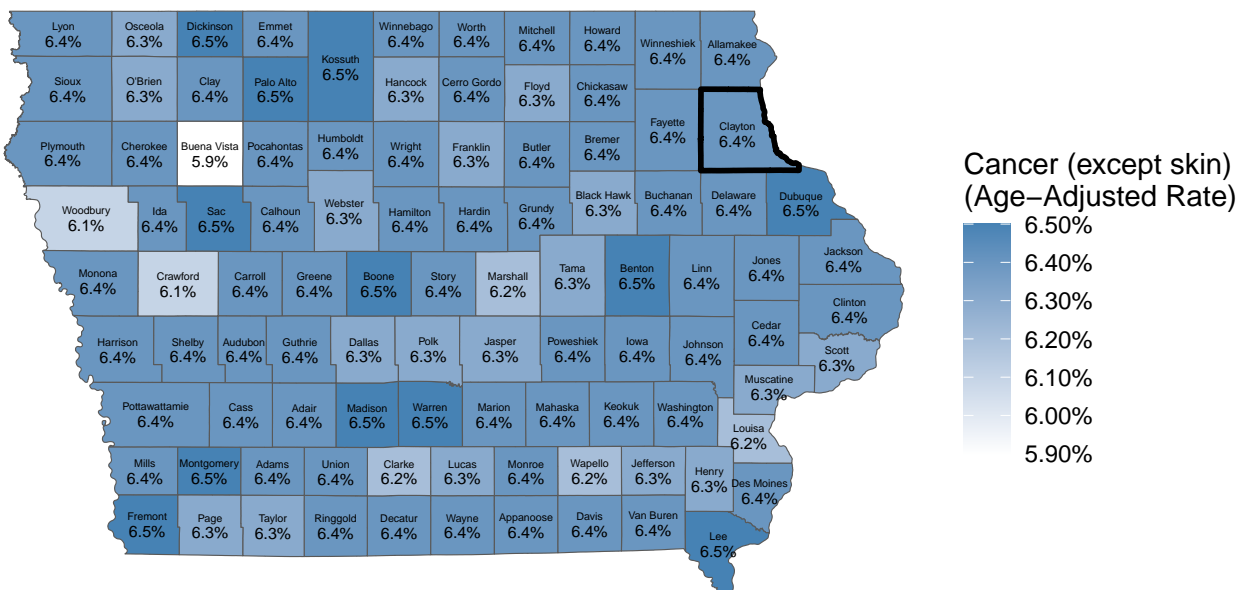 Lyon
6.4%
Osceola
6.3%
Dickinson
6.5%
Emmet
6.4%
Kossuth
6.5%
Winnebago
6.4%
Worth
6.4%
Mitchell
6.4%
Howard
6.4%
Winneshiek
6.4%
Allamakee
6.4%
Sioux
6.4%
O'Brien
6.3%
Clay
6.4%
Palo Alto
6.5%
Hancock
6.3%
Cerro Gordo
6.4%
Floyd
6.3%
Chickasaw
6.4%
Fayette
6.4%
Clayton
6.4%
Plymouth
6.4%
Cherokee
6.4%
Buena Vista
5.9%
Pocahontas
6.4%
Humboldt
6.4%
Wright
6.4%
Franklin
6.3%
Butler
6.4%
Bremer
6.4%
Woodbury
6.1%
Ida
6.4%
Sac
6.5%
Calhoun
6.4%
Webster
6.3%
Hamilton
6.4%
Hardin
6.4%
Grundy
6.4%
Black Hawk
6.3%
Buchanan
6.4%
Delaware
6.4%
Dubuque
6.5%
Monona
6.4%
Crawford
6.1%
Carroll
6.4%
Greene
6.4%
Boone
6.5%
Story
6.4%
Marshall
6.2%
Tama
6.3%
Benton
6.5%
Linn
6.4%
Jones
6.4%
Jackson
6.4%
Clinton
6.4%
Harrison
6.4%
Shelby
6.4%
Audubon
6.4%
Guthrie
6.4%
Dallas
6.3%
Polk
6.3%
Jasper
6.3%
Poweshiek
6.4%
Iowa
6.4%
Johnson
6.4%
Cedar
6.4%
Scott
6.3%
Muscatine
6.3%
Pottawattamie
6.4%
Cass
6.4%
Adair
6.4%
Madison
6.5%
Warren
6.5%
Marion
6.4%
Mahaska
6.4%
Keokuk
6.4%
Washington
6.4%
Louisa
6.2%
Mills
6.4%
Montgomery
6.5%
Adams
6.4%
Union
6.4%
Clarke
6.2%
Lucas
6.3%
Monroe
6.4%
Wapello
6.2%
Jefferson
6.3%
Henry
6.3%
Des Moines
6.4%
Fremont
6.5%
Page
6.3%
Taylor
6.3%
Ringgold
6.4%
Decatur
6.4%
Wayne
6.4%
Appanoose
6.4%
Davis
6.4%
Van Buren
6.4%
Lee
6.5%
Cancer (except skin)
(Age−Adjusted Rate)
6.50%
6.40%
6.30%
6.20%
6.10%
6.00%
5.90%